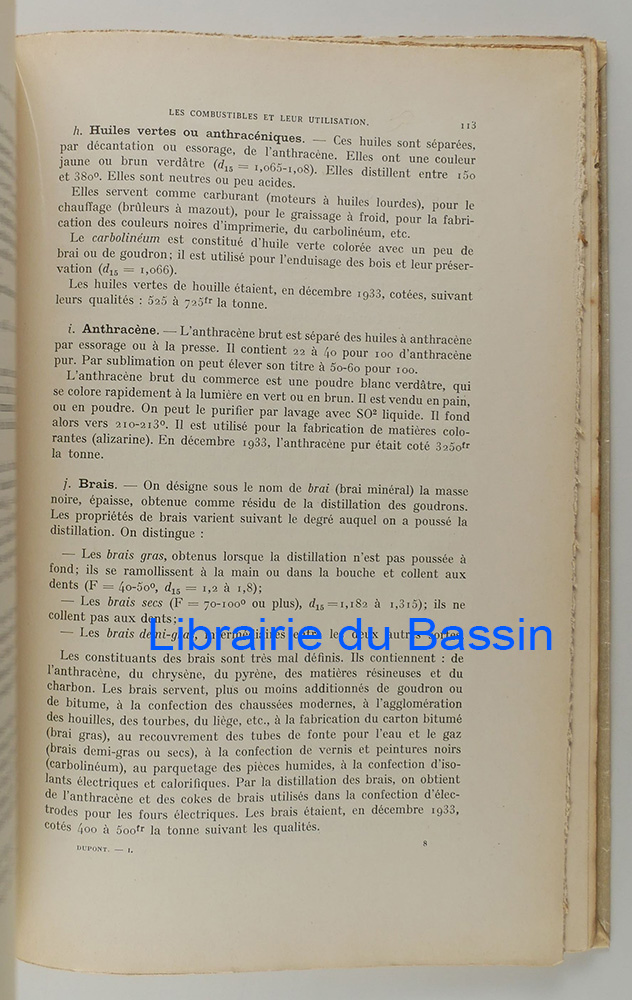 LES COMBUSTIBLES ET LEUR UTILISATION. 113
h. Huiles vertes ou anthracéniques. — Ces huiles sont séparées,
par décantation ou essorage, de l'anthracène. Elles ont une couleur
jaune ou brun verdâtre (d15 = 1,065-1,08). Elles distillent entre 150
et 380°. Elles sont neutres ou peu acides.
Elles servent comme carburant (moteurs à huiles lourdes), pour le
chauffage (brûleurs à mazout), pour le graissage à froid, pour la fabri-
cation des couleurs noires d'imprimerie, du carbolinéum, etc.
Le carbolinéum est constitué d'huile verte colorée avec un peu de
brai ou de goudron; il est utilisé pour l'enduisage des bois et leur préser-
vation (d15 = 1,066).
Les huiles vertes de houille étaient, en décembre 1933, cotées, suivant
leurs qualités : 525 à 725fr la tonne.
i. Anthracène. — L'anthracène brut est séparé des huiles à anthracène
par essorage ou à la presse. Il contient 22 à 40 pour 100 d'anthracène
pur. Par sublimation on peut élever son titre à 50-60 pour 100.
L'anthracène brut du commerce est une poudre blanc verdâtre, qui
se colore rapidement à la lumière en vert ou en brun. Il est vendu en pain,
ou en poudre. On peut le purifier par lavage avec SO² liquide. Il fond
alors vers 210-213°. Il est utilisé pour la fabrication de matières colo-
rantes (alizarine). En décembre 1933, l'anthracène pur était coté 3250fr
la tonne.
j. Brais. — On désigne sous le nom de brai (brai minéral) la masse
noire, épaisse, obtenue comme résidu de la distillation des goudrons.
Les propriétés de brais varient suivant le degré auquel on a poussé la
distillation. On distingue :
— Les brais gras, obtenus lorsque la distillation n'est pas poussée à
fond; ils se ramollissent à la main ou dans la bouche et collent aux
dents (F = 40-50°, d15 = 1,2 à 1,8);
— Les brais secs (F = 70-100° ou plus), d15 = 1,182 à 1,315); ils ne
collent pas aux dents;
— Les brais demi-gras, intermédiaires entre les deux autres sortes.
Librairie du Bassin
Les constituants des brais sont très mal définis. Ils contiennent : de
l'anthracène, du chrysène, du pyrène, des matières résineuses et du
charbon. Les brais servent, plus ou moins additionnés de goudron ou
de bitume, à la confection des chaussées modernes, à l'agglomération
des houilles, des tourbes, du liège, etc., à la fabrication du carton bitumé
(brai gras), au recouvrement des tubes de fonte pour l'eau et le gaz
(brais demi-gras ou secs), à la confection de vernis et peintures noirs
(carbolinéum), au parquetage des pièces humides, à la confection d'iso-
lants électriques et calorifiques. Par la distillation des brais, on obtient
de l'anthracène et des cokes de brais utilisés dans la confection d'élec-
trodes pour les fours électriques. Les brais étaient, en décembre 1933,
cotés 400 à 500fr la tonne suivant les qualités.
DUPONT. — I. 8